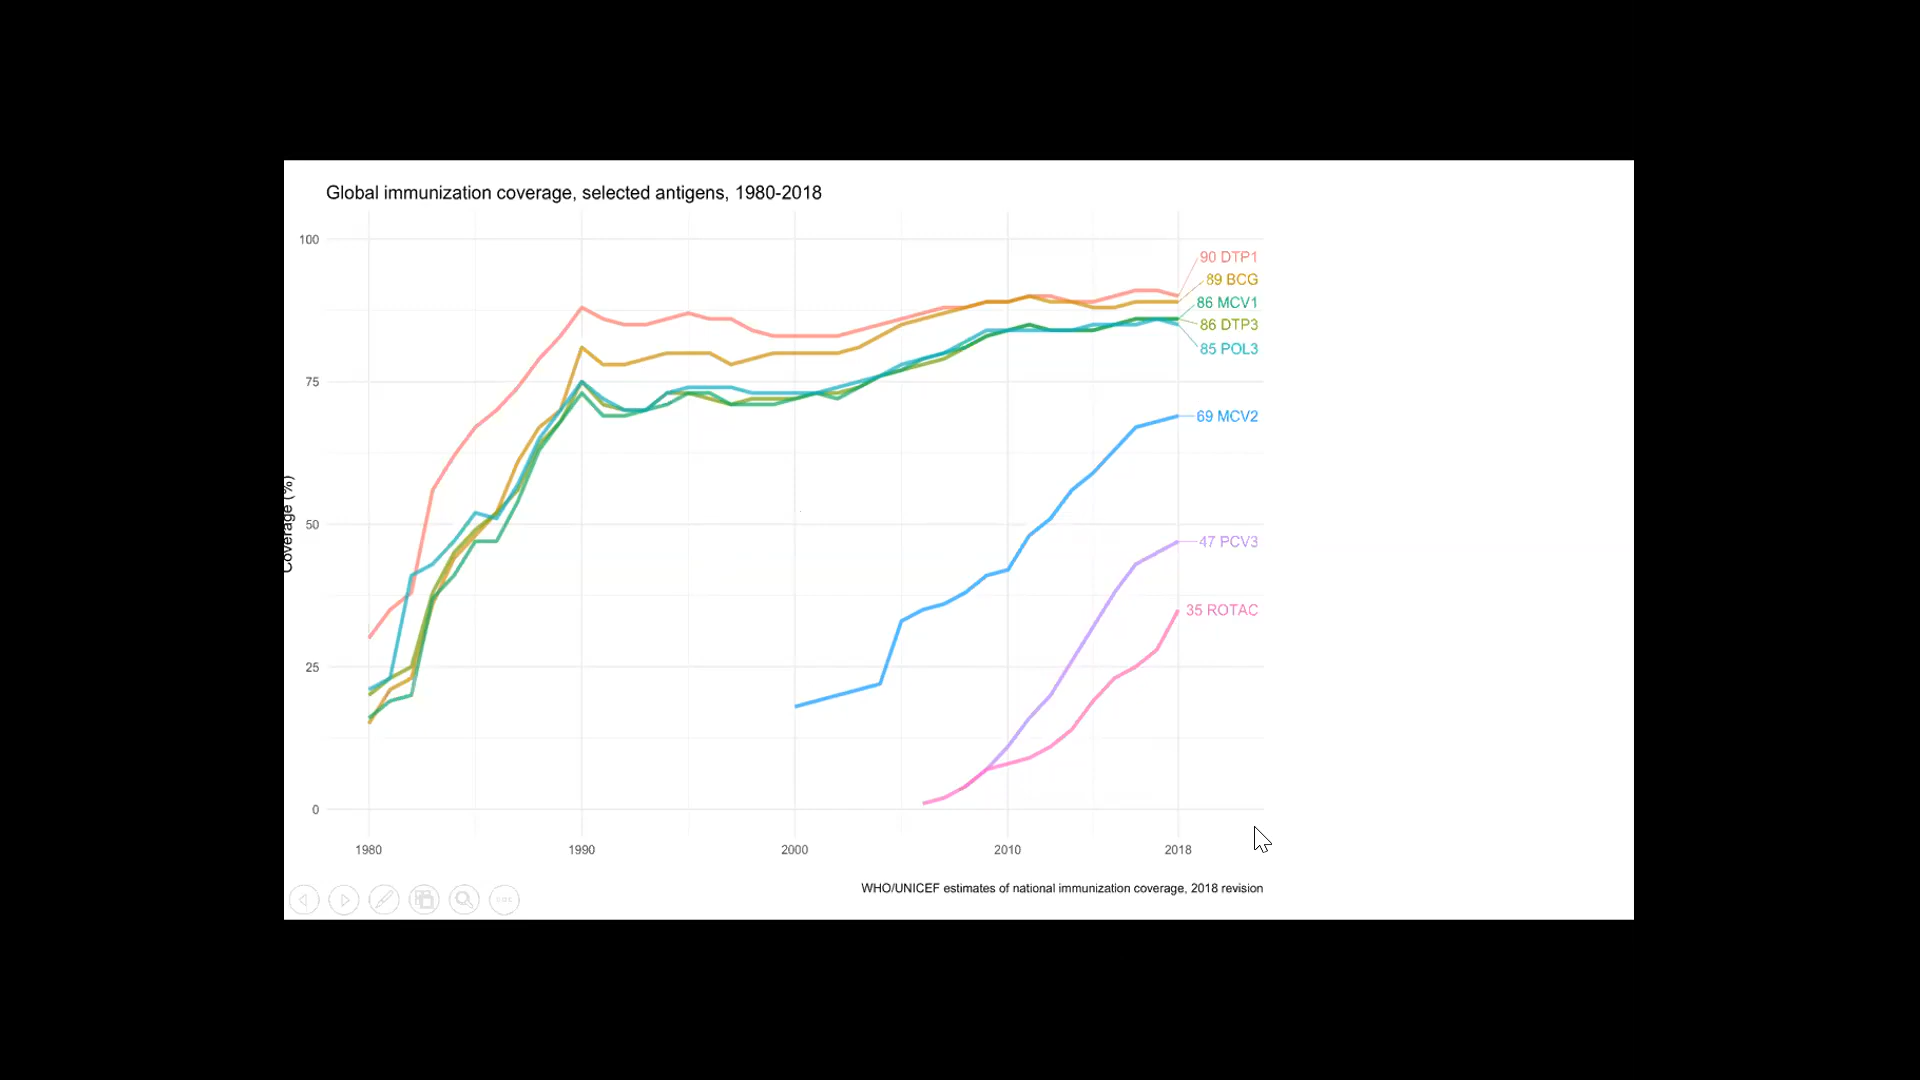 Global immunization coverage, selected antigens, 1980-2018
100
75
50
25
0
Coverage (%)
90 DTP1
89 BCG
86 MCV1
86 DTP3
85 POL3
69 MCV2
47 PCV3
35 ROTAC
1980
1990
2000
2010
2018
WHO/UNICEF estimates of national immunization coverage, 2018 revision